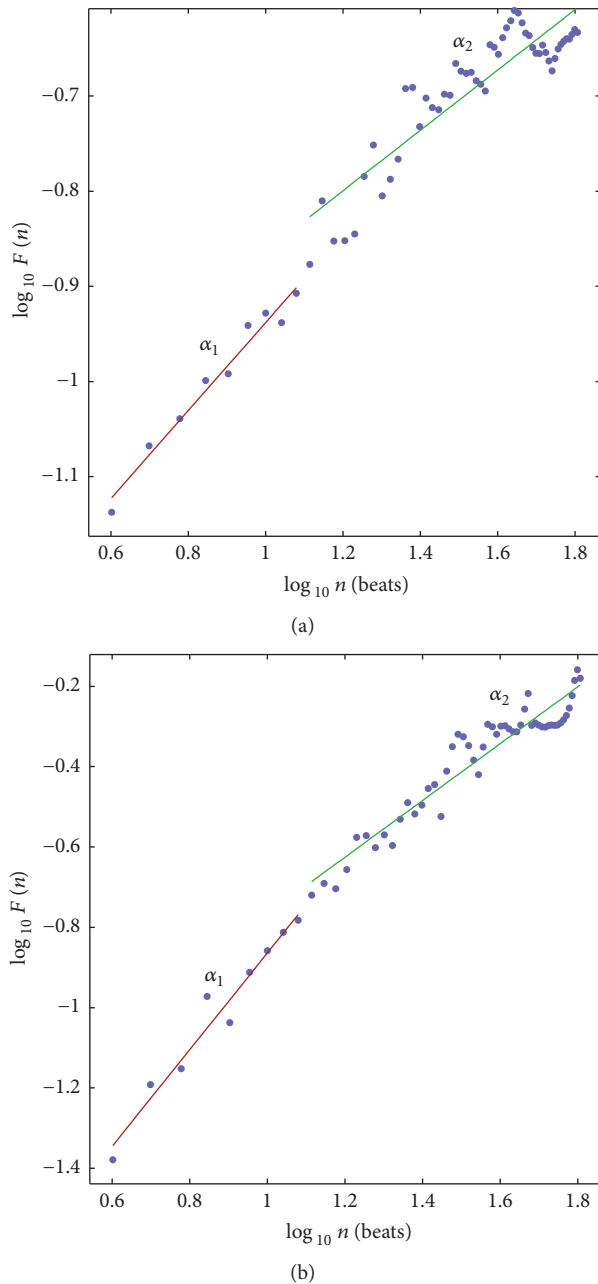 α₂
−0.7
−0.8
−0.9
−1
−1.1
log₁₀ F (n)
α₁
0.6 0.8 1 1.2 1.4 1.6 1.8
log₁₀ n (beats)
(a)
−0.2
−0.4
−0.6
−0.8
−1
−1.2
−1.4
log₁₀ F (n)
α₂
α₁
0.6 0.8 1 1.2 1.4 1.6 1.8
log₁₀ n (beats)
(b)